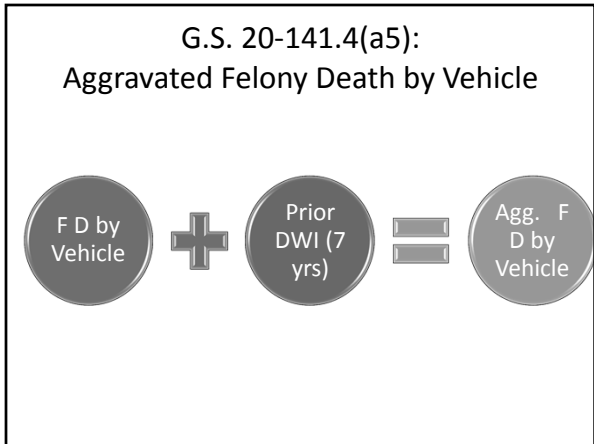 G.S. 20-141.4(a5):
Aggravated Felony Death by Vehicle
F D by
Vehicle
Prior
DWI (7
yrs)
Agg. F
D by
Vehicle